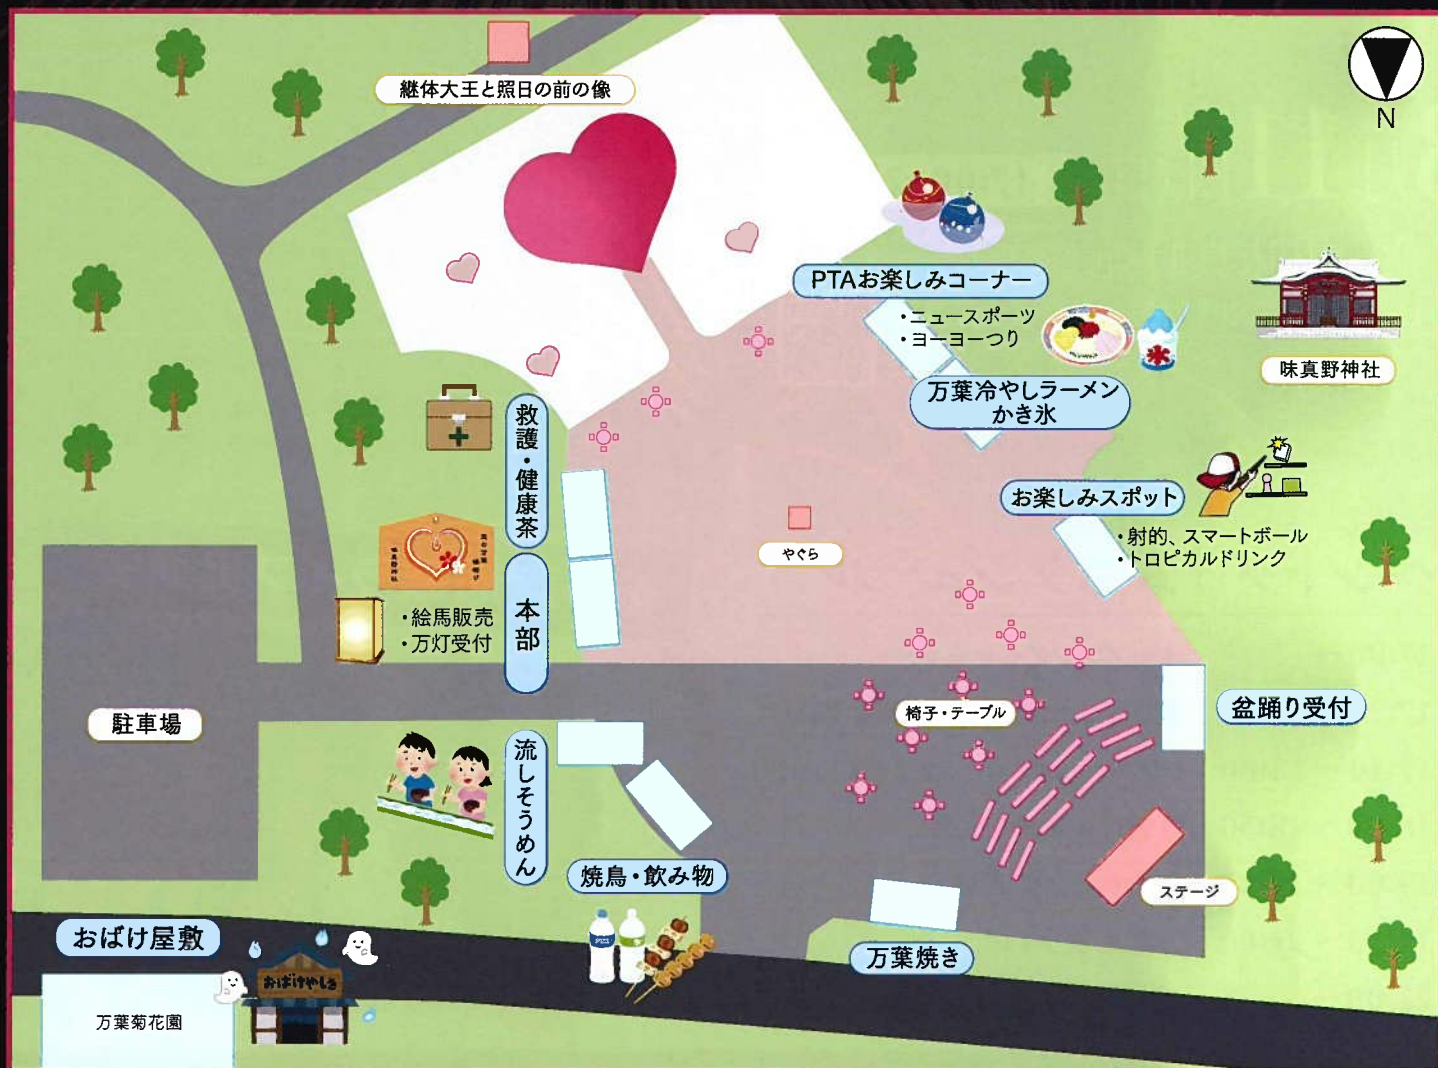 継体大王と照日の前の像
N
PTAお楽しみコーナー
・ニュースポーツ
・ヨーヨーつり
万葉冷やしラーメン
かき氷
味真野神社
救護・健康茶
お楽しみスポット
・射的、スマートボール
・トロピカルドリンク
やぐら
味真野神社
・絵馬販売
・万灯受付
本部
駐車場
椅子・テーブル
盆踊り受付
流しそうめん
焼鳥・飲み物
ステージ
万葉焼き
おばけ屋敷
おばけやしき
万葉菊花園